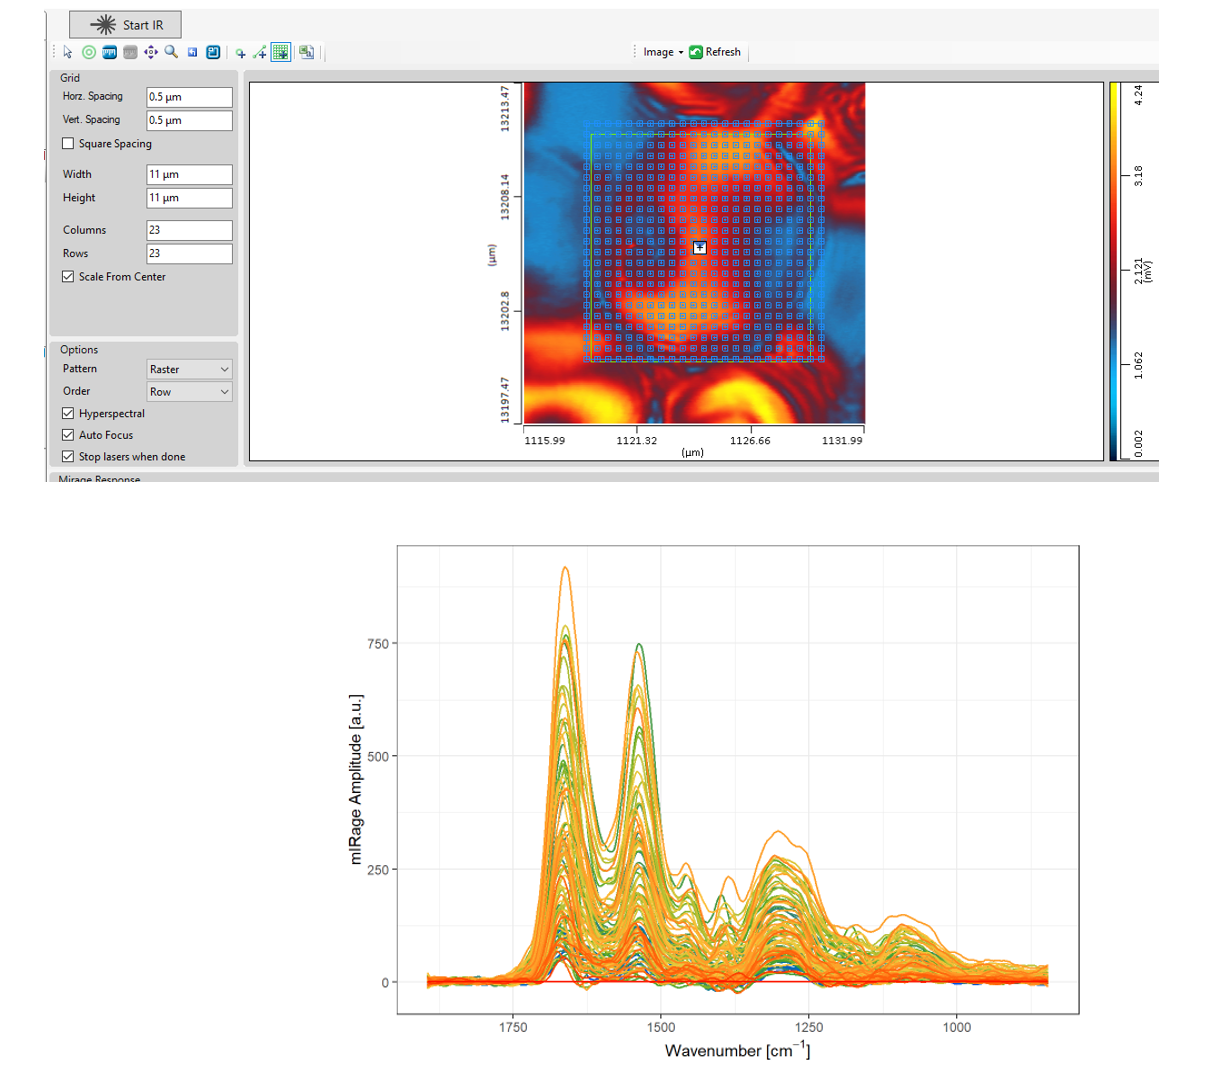 Start IR
Image
Refresh
Grid
Horz. Spacing 0.5 µm
Vert. Spacing 0.5 µm
Square Spacing
Width 11 µm
Height 11 µm
Columns 23
Rows 23
Scale From Center
Options
Pattern Raster
Order Row
Hyperspectral
Auto Focus
Stop lasers when done
Mirage Response
13213.47
13208.14
(µm)
13202.8
13197.47
1115.99 1121.32 1126.66 1131.99
(µm)
4.24
3.18
2.121
(mV)
1.062
0.002
mIRage Amplitude [a.u.]
750
500
250
0
1750 1500 1250 1000
Wavenumber [cm⁻¹]